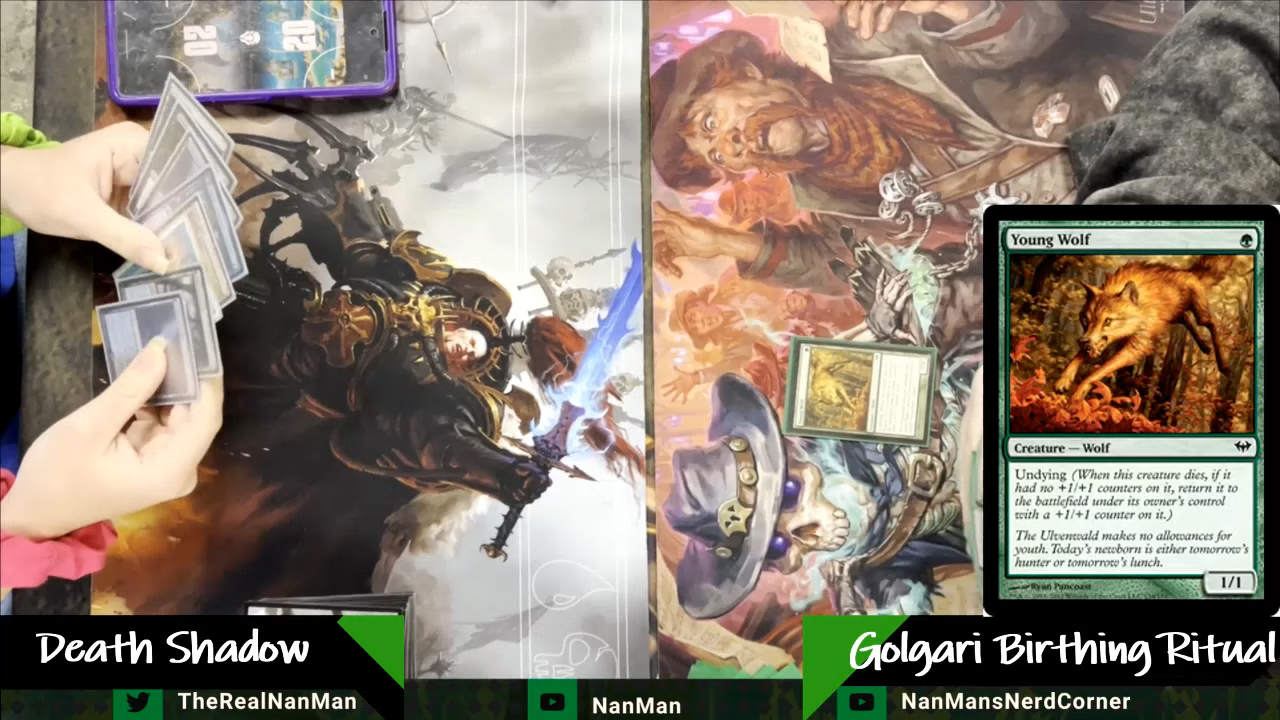 20
20
Young Wolf
Creature — Wolf
Undying (When this creature dies, if it
had no +1/+1 counters on it, return it to
the battlefield under its owner's control
with a +1/+1 counter on it.)
The Ulvenwald makes no allowances for
youth. Today's newborn is either tomorrow's
hunter or tomorrow's lunch.
1/1
Ryan Pancoast
Death Shadow
Golgari Birthing Ritual
TheRealNanMan
NanMan
NanMansNerdCorner